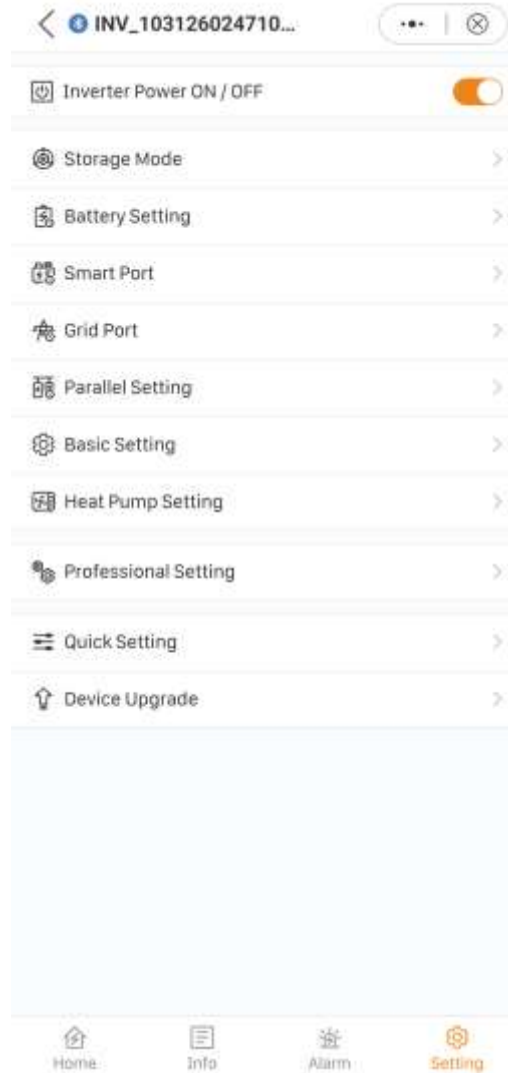 INV_103126024710...
Inverter Power ON / OFF
Storage Mode
Battery Setting
Smart Port
Grid Port
Parallel Setting
Basic Setting
Heat Pump Setting
Professional Setting
Quick Setting
Device Upgrade
Home Info Alarm Setting